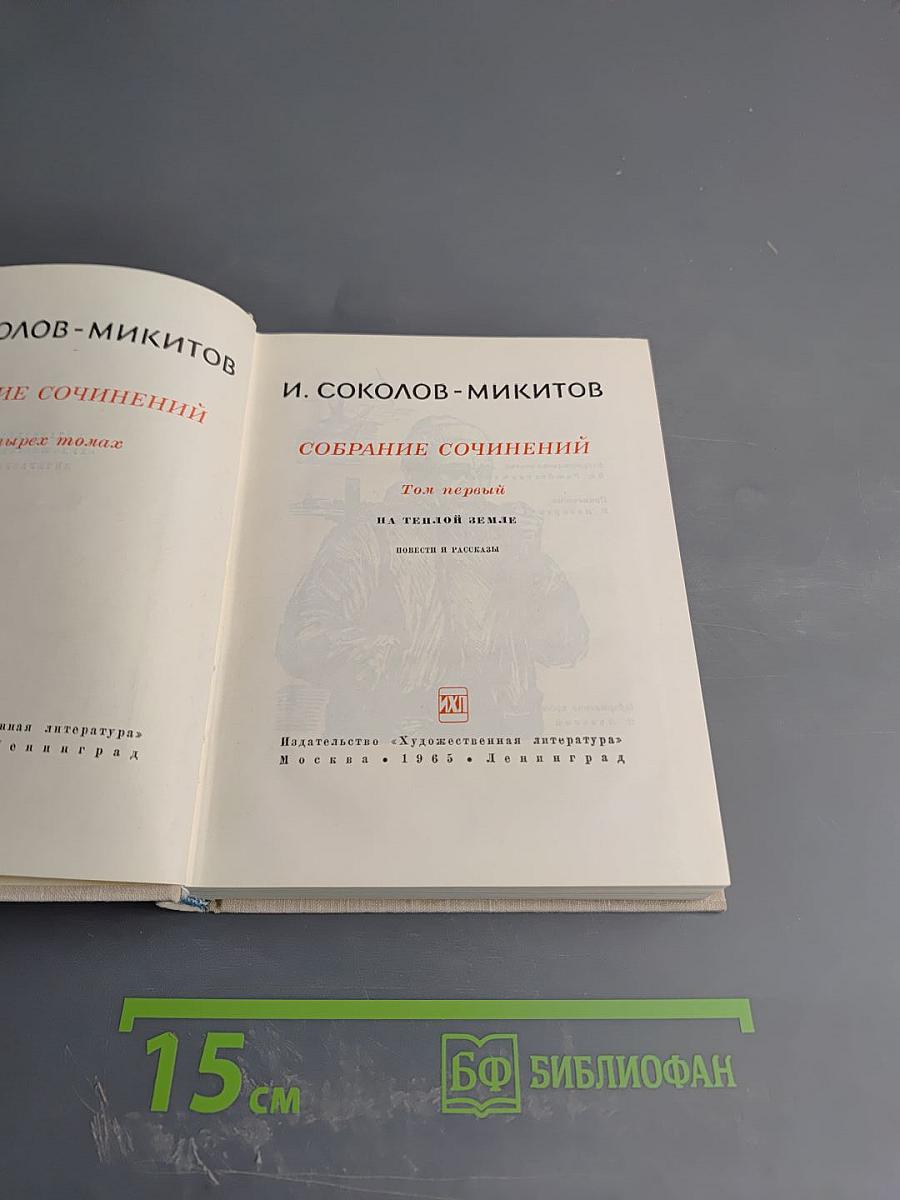 ОЛОВ-МИКИТОВ
ИЕ СОЧИНЕНИЙ
ырех томах
нная литература»
Ленинград
И. СОКОЛОВ-МИКИТОВ
СОБРАНИЕ СОЧИНЕНИЙ
Том первый
НА ТЕПЛОЙ ЗЕМЛЕ
ПОВЕСТИ И РАССКАЗЫ
ИХЛ
Издательство «Художественная литература»
Москва • 1965 • Ленинград
15 см
БФ БИБЛИОФАН